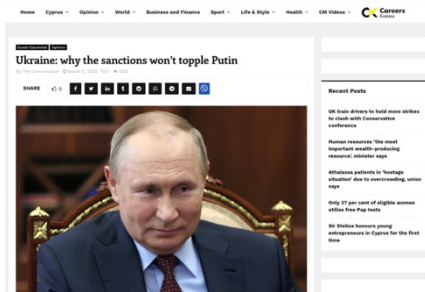 Home Cyprus Opinion World Business and Finance Sport Life & Style Health CM Videos Careers
Express
Guest Columnist Opinion
Ukraine: why the sanctions won't topple Putin
By The Conversation March 2, 2022 0
SHARE 0
Recent Posts
UK train drivers to hold more strikes
to clash with Conservative
conference
Human resources 'the most
important wealth-producing
resource', minister says
Athalassa patients in 'hostage
situation' due to overcrowding, union
says
Only 27 per cent of eligible women
utilise free Pap tests
Sir Stelios honours young
entrepreneurs in Cyprus for the first
time